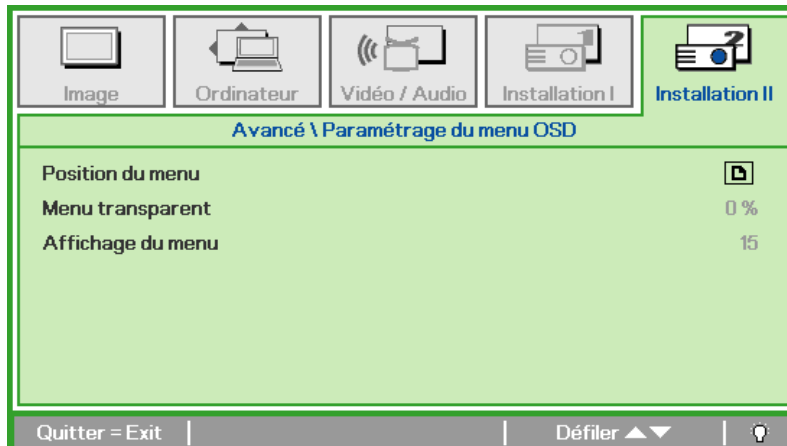 Image
Ordinateur
Vidéo / Audio
Installation I
Installation II
Avancé \ Paramétrage du menu OSD
Position du menu
Menu transparent 0 %
Affichage du menu 15
Quitter = Exit Défiler ▲▼